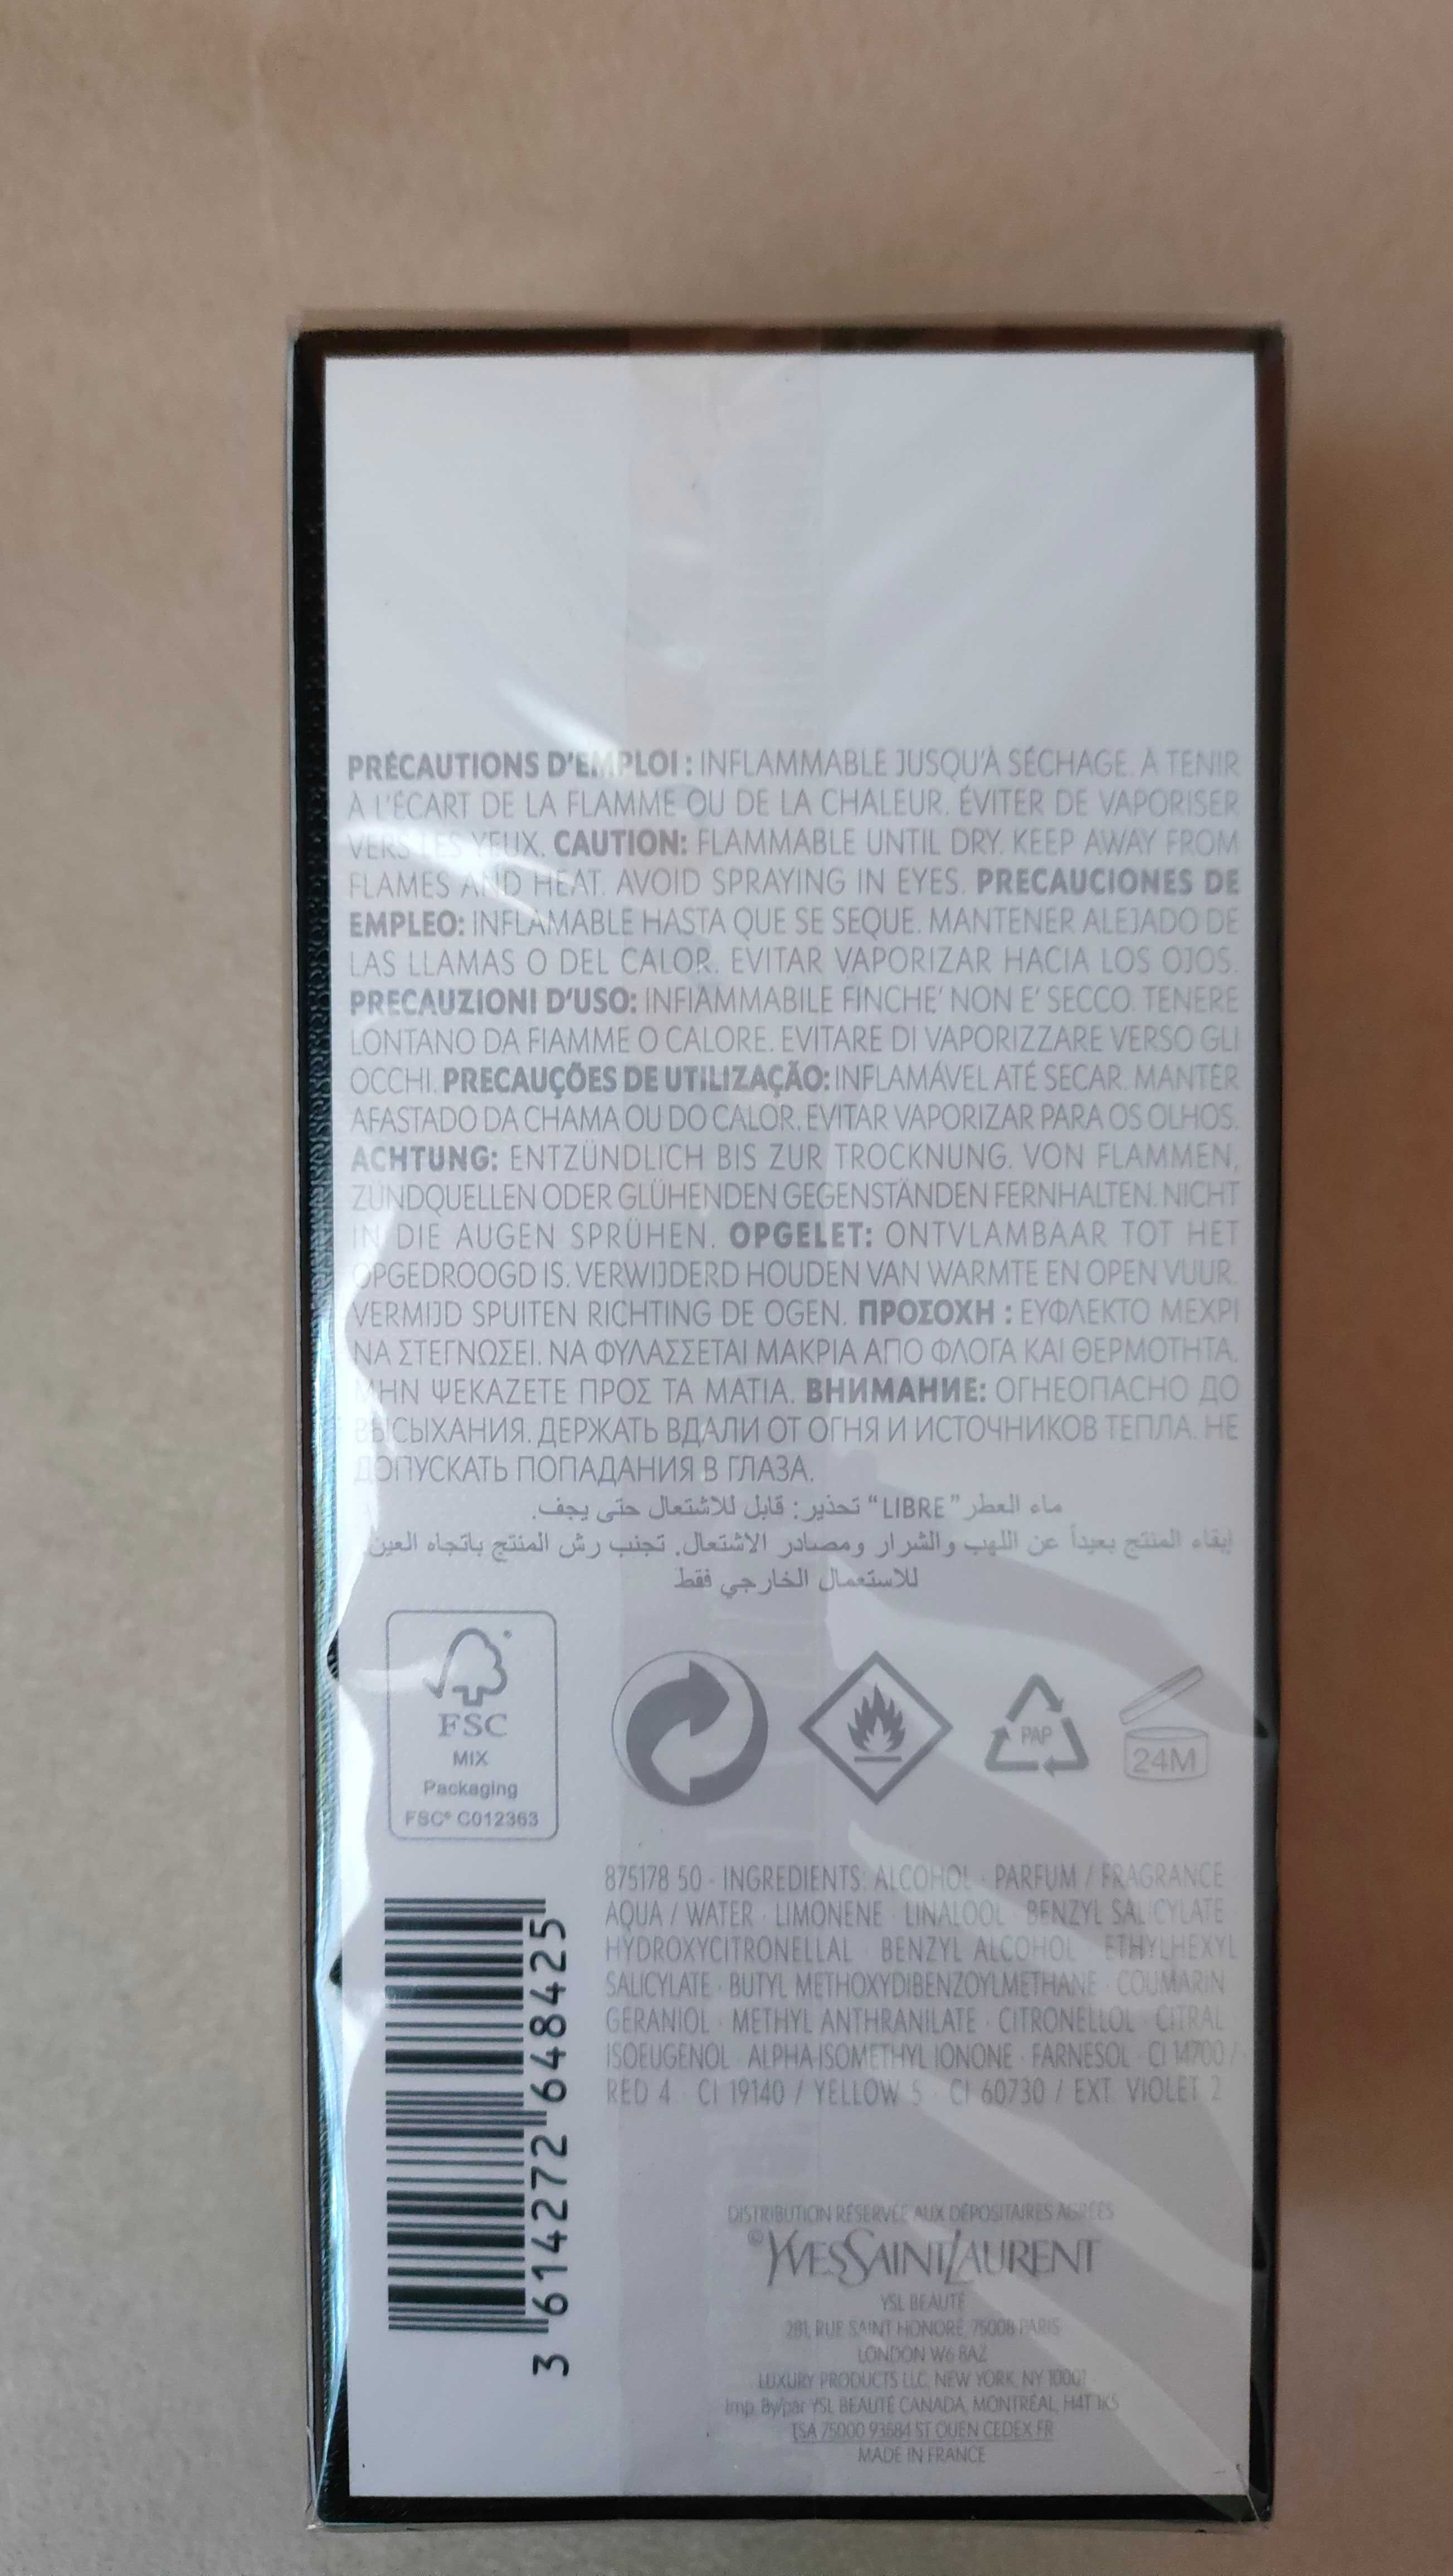 PRÉCAUTIONS D'EMPLOI : INFLAMMABLE JUSQU'À SÉCHAGE. À TENIR
À L'ÉCART DE LA FLAMME OU DE LA CHALEUR. ÉVITER DE VAPORISER
VERS LES YEUX. CAUTION: FLAMMABLE UNTIL DRY. KEEP AWAY FROM
FLAMES AND HEAT. AVOID SPRAYING IN EYES. PRECAUCIONES DE
EMPLEO: INFLAMABLE HASTA QUE SE SEQUE. MANTENER ALEJADO DE
LAS LLAMAS O DEL CALOR. EVITAR VAPORIZAR HACIA LOS OJOS.
PRECAUZIONI D'USO: INFIAMMABILE FINCHE' NON E' SECCO. TENERE
LONTANO DA FIAMME O CALORE. EVITARE DI VAPORIZZARE VERSO GLI
OCCHI. PRECAUÇÕES DE UTILIZAÇÃO: INFLAMÁVEL ATÉ SECAR. MANTER
AFASTADO DA CHAMA OU DO CALOR. EVITAR VAPORIZAR PARA OS OLHOS.
ACHTUNG: ENTZÜNDLICH BIS ZUR TROCKNUNG. VON FLAMMEN,
ZÜNDQUELLEN ODER GLÜHENDEN GEGENSTÄNDEN FERNHALTEN. NICHT
IN DIE AUGEN SPRÜHEN. OPGELET: ONTVLAMBAAR TOT HET
OPGEDROOGD IS. VERWIJDERD HOUDEN VAN WARMTE EN OPEN VUUR.
VERMIJD SPUITEN RICHTING DE OGEN. ΠΡΟΣΟΧΗ : ΕΥΦΛΕΚΤΟ ΜΕΧΡΙ
ΝΑ ΣΤΕΓΝΩΣΕΙ. ΝΑ ΦΥΛΑΣΣΕΤΑΙ ΜΑΚΡΙΑ ΑΠΟ ΦΛΟΓΑ ΚΑΙ ΘΕΡΜΟΤΗΤΑ.
ΜΗΝ ΨΕΚΑΖΕΤΕ ΠΡΟΣ ΤΑ ΜΑΤΙΑ. ВНИМАНИЕ: ОГНЕОПАСНО ДО
ВЫСЫХАНИЯ. ДЕРЖАТЬ ВДАЛИ ОТ ОГНЯ И ИСТОЧНИКОВ ТЕПЛА. НЕ
ДОПУСКАТЬ ПОПАДАНИЯ В ГЛАЗА.
ماء العطر "LIBRE" تحذير: قابل للاشتعال حتى يجف.
إبقاء المنتج بعيداً عن اللهب والشرار ومصادر الاشتعال. تجنب رش المنتج باتجاه العين
للاستعمال الخارجي فقط
FSC
MIX
Packaging
FSC® C012363
PAP
24M
875178 50 · INGREDIENTS: ALCOHOL · PARFUM / FRAGRANCE ·
AQUA / WATER · LIMONENE · LINALOOL · BENZYL SALICYLATE ·
HYDROXYCITRONELLAL · BENZYL ALCOHOL · ETHYLHEXYL
SALICYLATE · BUTYL METHOXYDIBENZOYLMETHANE · COUMARIN ·
GERANIOL · METHYL ANTHRANILATE · CITRONELLOL · CITRAL ·
ISOEUGENOL · ALPHA-ISOMETHYL IONONE · FARNESOL · CI 14700 /
RED 4 · CI 19140 / YELLOW 5 · CI 60730 / EXT. VIOLET 2
3 614272 648425
DISTRIBUTION RÉSERVÉE AUX DÉPOSITAIRES AGRÉÉS
© YVESSAINTLAURENT
YSL BEAUTÉ
281, RUE SAINT HONORÉ, 75008 PARIS
LONDON W6 8AZ
LUXURY PRODUCTS LLC, NEW YORK, NY 10001
Imp. By/par YSL BEAUTÉ CANADA, MONTRÉAL, H4T 1K5
TSA 75000 93584 ST OUEN CEDEX FR
MADE IN FRANCE